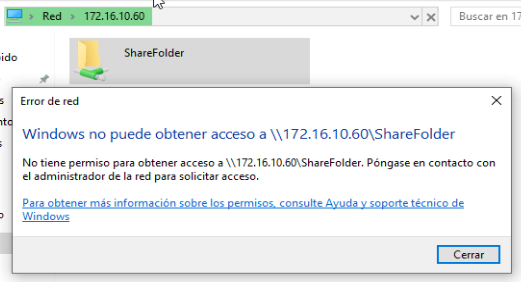 Red > 172.16.10.60
Buscar en 17
ShareFolder
Error de red
Windows no puede obtener acceso a \\172.16.10.60\ShareFolder
No tiene permiso para obtener acceso a \\172.16.10.60\ShareFolder. Póngase en contacto con
el administrador de la red para solicitar acceso.
Para obtener más información sobre los permisos, consulte Ayuda y soporte técnico de
Windows
Cerrar